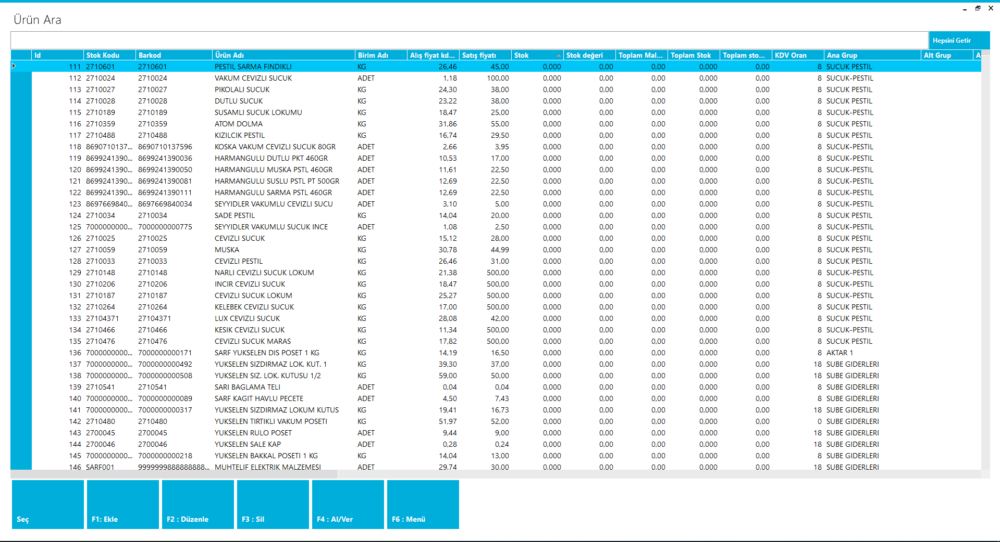 Ürün Ara
Hepsini Getir
Id Stok Kodu Barkod Ürün Adı Birim Adı Alış fiyat kd... Satış fiyatı Stok Stok değeri Toplam Mal... Toplam Stok Toplam sto... KDV Oran Ana Grup Alt Grup A
111 2710601 2710601 PESTIL SARMA FINDIKLI KG 26,46 45,00 0,000 0,00 0,00 0,000 0,00 8 SUCUK PESTIL
112 2710024 2710024 VAKUM CEVIZLI SUCUK ADET 1,18 100,00 0,000 0,00 0,00 0,000 0,00 8 SUCUK-PESTIL
113 2710027 2710027 PIKOLALI SUCUK KG 24,30 38,00 0,000 0,00 0,00 0,000 0,00 8 SUCUK PESTIL
114 2710028 2710028 DUTLU SUCUK KG 23,22 38,00 0,000 0,00 0,00 0,000 0,00 8 SUCUK PESTIL
115 2710189 2710189 SUSAMLI SUCUK LOKUMU KG 18,47 25,00 0,000 0,00 0,00 0,000 0,00 8 SUCUK-PESTIL
116 2710359 2710359 ATOM DOLMA KG 31,86 55,00 0,000 0,00 0,00 0,000 0,00 8 SUCUK PESTIL
117 2710488 2710488 KIZILCIK PESTIL KG 16,74 29,50 0,000 0,00 0,00 0,000 0,00 8 SUCUK PESTIL
118 8690710137... 8690710137596 KOSKA VAKUM CEVIZLI SUCUK 80GR ADET 2,66 3,95 0,000 0,00 0,00 0,000 0,00 8 SUCUK-PESTIL
119 8699241390... 8699241390036 HARMANGULU DUTLU PKT 460GR ADET 10,53 17,00 0,000 0,00 0,00 0,000 0,00 8 SUCUK-PESTIL
120 8699241390... 8699241390050 HARMANGULU MUSKA PSTL 460GR ADET 11,61 22,50 0,000 0,00 0,00 0,000 0,00 8 SUCUK-PESTIL
121 8699241390... 8699241390081 HARMANGULU SUSLU PSTL PT 500GR ADET 12,69 22,50 0,000 0,00 0,00 0,000 0,00 8 SUCUK-PESTIL
122 8699241390... 8699241390111 HARMANGULU SARMA PSTL 460GR ADET 12,69 22,50 0,000 0,00 0,00 0,000 0,00 8 SUCUK-PESTIL
123 8697669840... 8697669840034 SEYYIDLER VAKUMLU CEVIZLI SUCU ADET 3,10 5,00 0,000 0,00 0,00 0,000 0,00 8 SUCUK-PESTIL
124 2710034 2710034 SADE PESTIL KG 14,04 20,00 0,000 0,00 0,00 0,000 0,00 8 SUCUK PESTIL
125 7000000000... 7000000000775 SEYYIDLER VAKUMLU SUCUK INCE ADET 1,08 2,50 0,000 0,00 0,00 0,000 0,00 8 SUCUK-PESTIL
126 2710025 2710025 CEVIZLI SUCUK KG 15,12 28,00 0,000 0,00 0,00 0,000 0,00 8 SUCUK PESTIL
127 2710059 2710059 MUSKA KG 30,78 44,99 0,000 0,00 0,00 0,000 0,00 8 SUCUK PESTIL
128 2710033 2710033 CEVIZLI PESTIL KG 26,46 31,00 0,000 0,00 0,00 0,000 0,00 8 SUCUK PESTIL
129 2710148 2710148 NARLI CEVIZLI SUCUK LOKUM KG 21,38 500,00 0,000 0,00 0,00 0,000 0,00 8 SUCUK-PESTIL
130 2710206 2710206 INCIR CEVIZLI SUCUK KG 18,47 500,00 0,000 0,00 0,00 0,000 0,00 8 SUCUK-PESTIL
131 2710187 2710187 CEVIZLI SUCUK LOKUM KG 25,27 500,00 0,000 0,00 0,00 0,000 0,00 8 SUCUK-PESTIL
132 2710264 2710264 KELEBEK CEVIZLI SUCUK KG 17,00 500,00 0,000 0,00 0,00 0,000 0,00 8 SUCUK PESTIL
133 27104371 27104371 LUX CEVIZLI SUCUK KG 28,08 42,00 0,000 0,00 0,00 0,000 0,00 8 SUCUK PESTIL
134 2710466 2710466 KESIK CEVIZLI SUCUK KG 11,34 500,00 0,000 0,00 0,00 0,000 0,00 8 SUCUK-PESTIL
135 2710476 2710476 CEVIZLI SUCUK MARAS KG 17,82 500,00 0,000 0,00 0,00 0,000 0,00 8 SUCUK PESTIL
136 7000000000... 7000000000171 SARF YUKSELEN DIS POSET 1 KG KG 14,19 16,50 0,000 0,00 0,00 0,000 0,00 8 AKTAR 1
137 7000000000... 7000000000492 YUKSELEN SIZDIRMAZ LOK. KUT. 1 KG 39,30 37,00 0,000 0,00 0,00 0,000 0,00 18 SUBE GIDERLERI
138 7000000000... 7000000000508 YUKSELEN SIZ. LOK. KUTUSU 1/2 KG 59,00 50,00 0,000 0,00 0,00 0,000 0,00 18 SUBE GIDERLERI
139 2710541 2710541 SARI BAGLAMA TELI ADET 0,04 0,04 0,000 0,00 0,00 0,000 0,00 8 SUBE GIDERLERI
140 7000000000... 7000000000089 SARF KAGIT HAVLU PECETE ADET 4,50 7,43 0,000 0,00 0,00 0,000 0,00 8 SUBE GIDERLERI
141 7000000000... 7000000000317 YUKSELEN SIZDIRMAZ LOKUM KUTUS KG 19,41 16,73 0,000 0,00 0,00 0,000 0,00 18 SUBE GIDERLERI
142 2710480 2710480 YUKSELEN TIRTIKLI VAKUM POSETI KG 51,97 52,00 0,000 0,00 0,00 0,000 0,00 0 SUBE GIDERLERI
143 2700045 2700045 YUKSELEN RULO POSET ADET 9,44 9,00 0,000 0,00 0,00 0,000 0,00 18 SUBE GIDERLERI
144 2700046 2700046 YUKSELEN SALE KAP ADET 0,28 0,24 0,000 0,00 0,00 0,000 0,00 18 SUBE GIDERLERI
145 7000000000... 7000000000218 YUKSELEN BAKKAL POSETI 1 KG KG 14,04 13,00 0,000 0,00 0,00 0,000 0,00 8 SUBE GIDERLERI
146 SARF001 9999999888888888... MUHTELIF ELEKTRIK MALZEMESI ADET 29,74 30,00 0,000 0,00 0,00 0,000 0,00 18 SUBE GIDERLERI
Seç F1: Ekle F2 : Düzenle F3 : Sil F4 : Al/Ver F6 : Menü